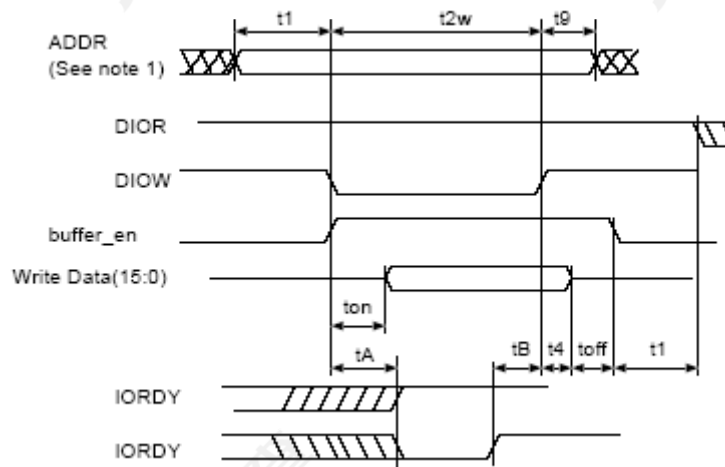 t1 t2w t9
ADDR
(See note 1)
DIOR
DIOW
buffer_en
Write Data(15:0)
ton
tA tB t4 toff t1
IORDY
IORDY